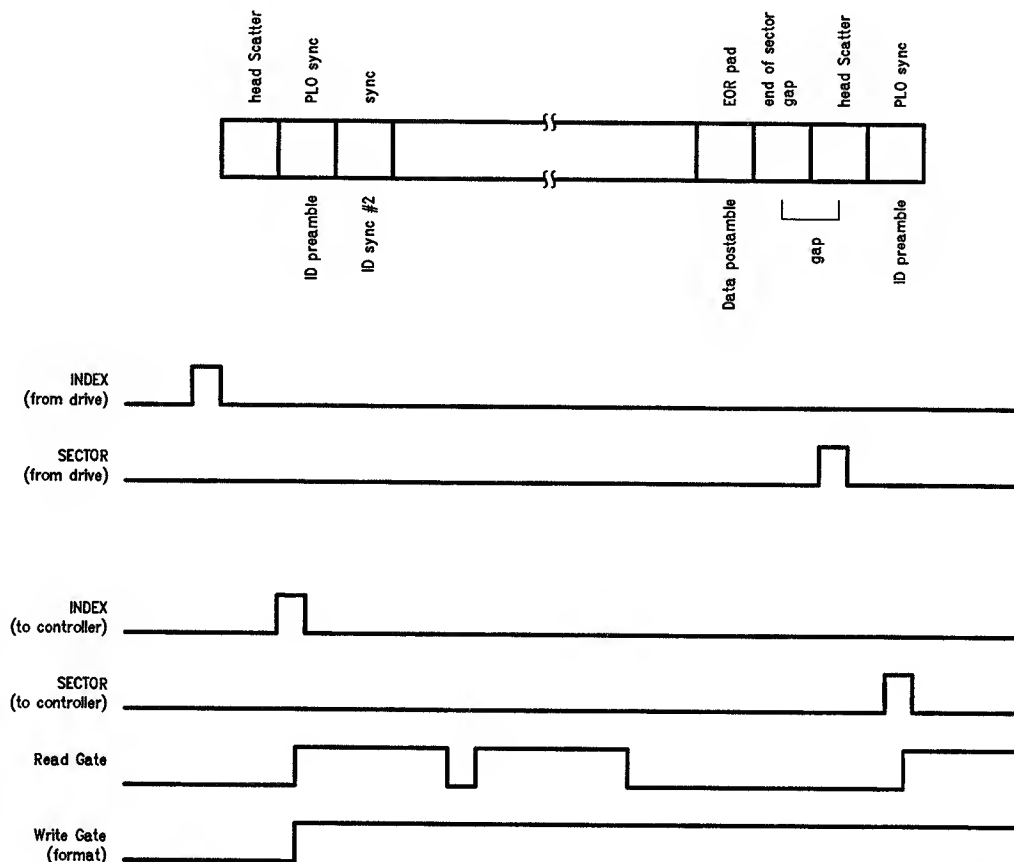 head Scatter
PLO sync
sync
EOR pad
end of sector
gap
head Scatter
PLO sync
ID preamble
ID sync #2
Data postamble
gap
ID preamble
INDEX
(from drive)
SECTOR
(from drive)
INDEX
(to controller)
SECTOR
(to controller)
Read Gate
Write Gate
(format)